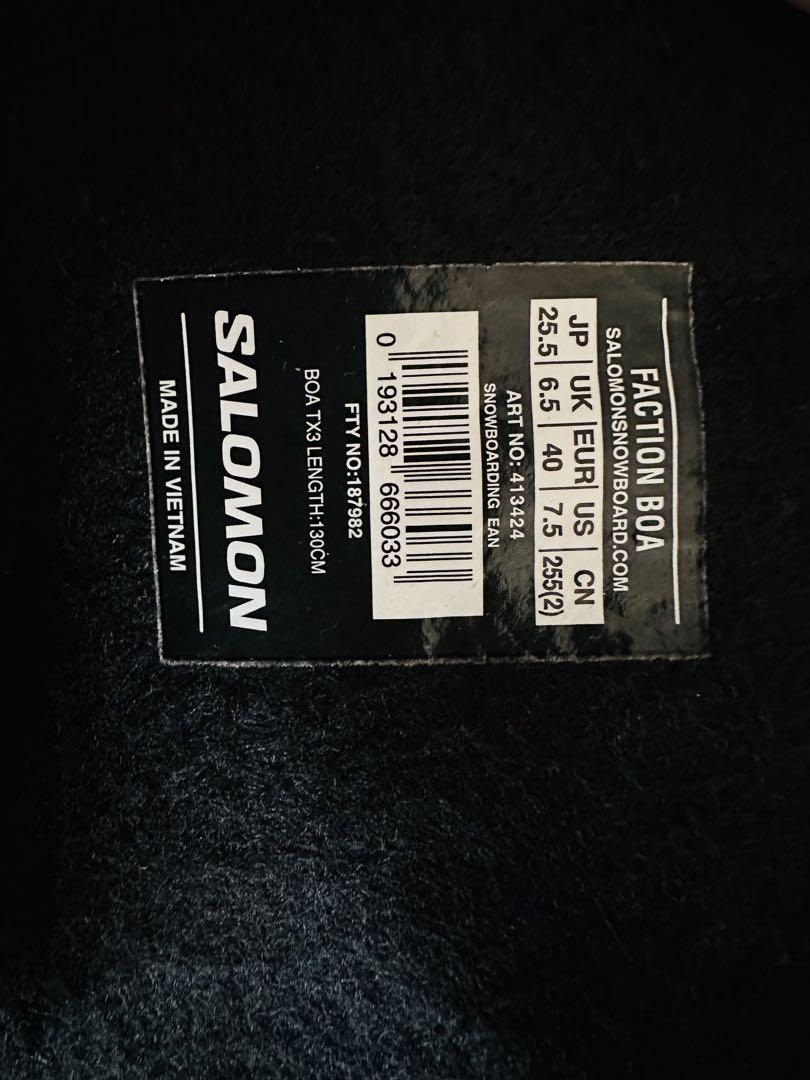 FACTION BOA
SALOMONSNOWBOARD.COM
JP UK EUR US CN
25.5 6.5 40 7.5 255(2)
ART NO: 413424
SNOWBOARDING EAN
0 193128 666033
FTY NO:187982
BOA TX3 LENGTH:130CM
SALOMON
MADE IN VIETNAM